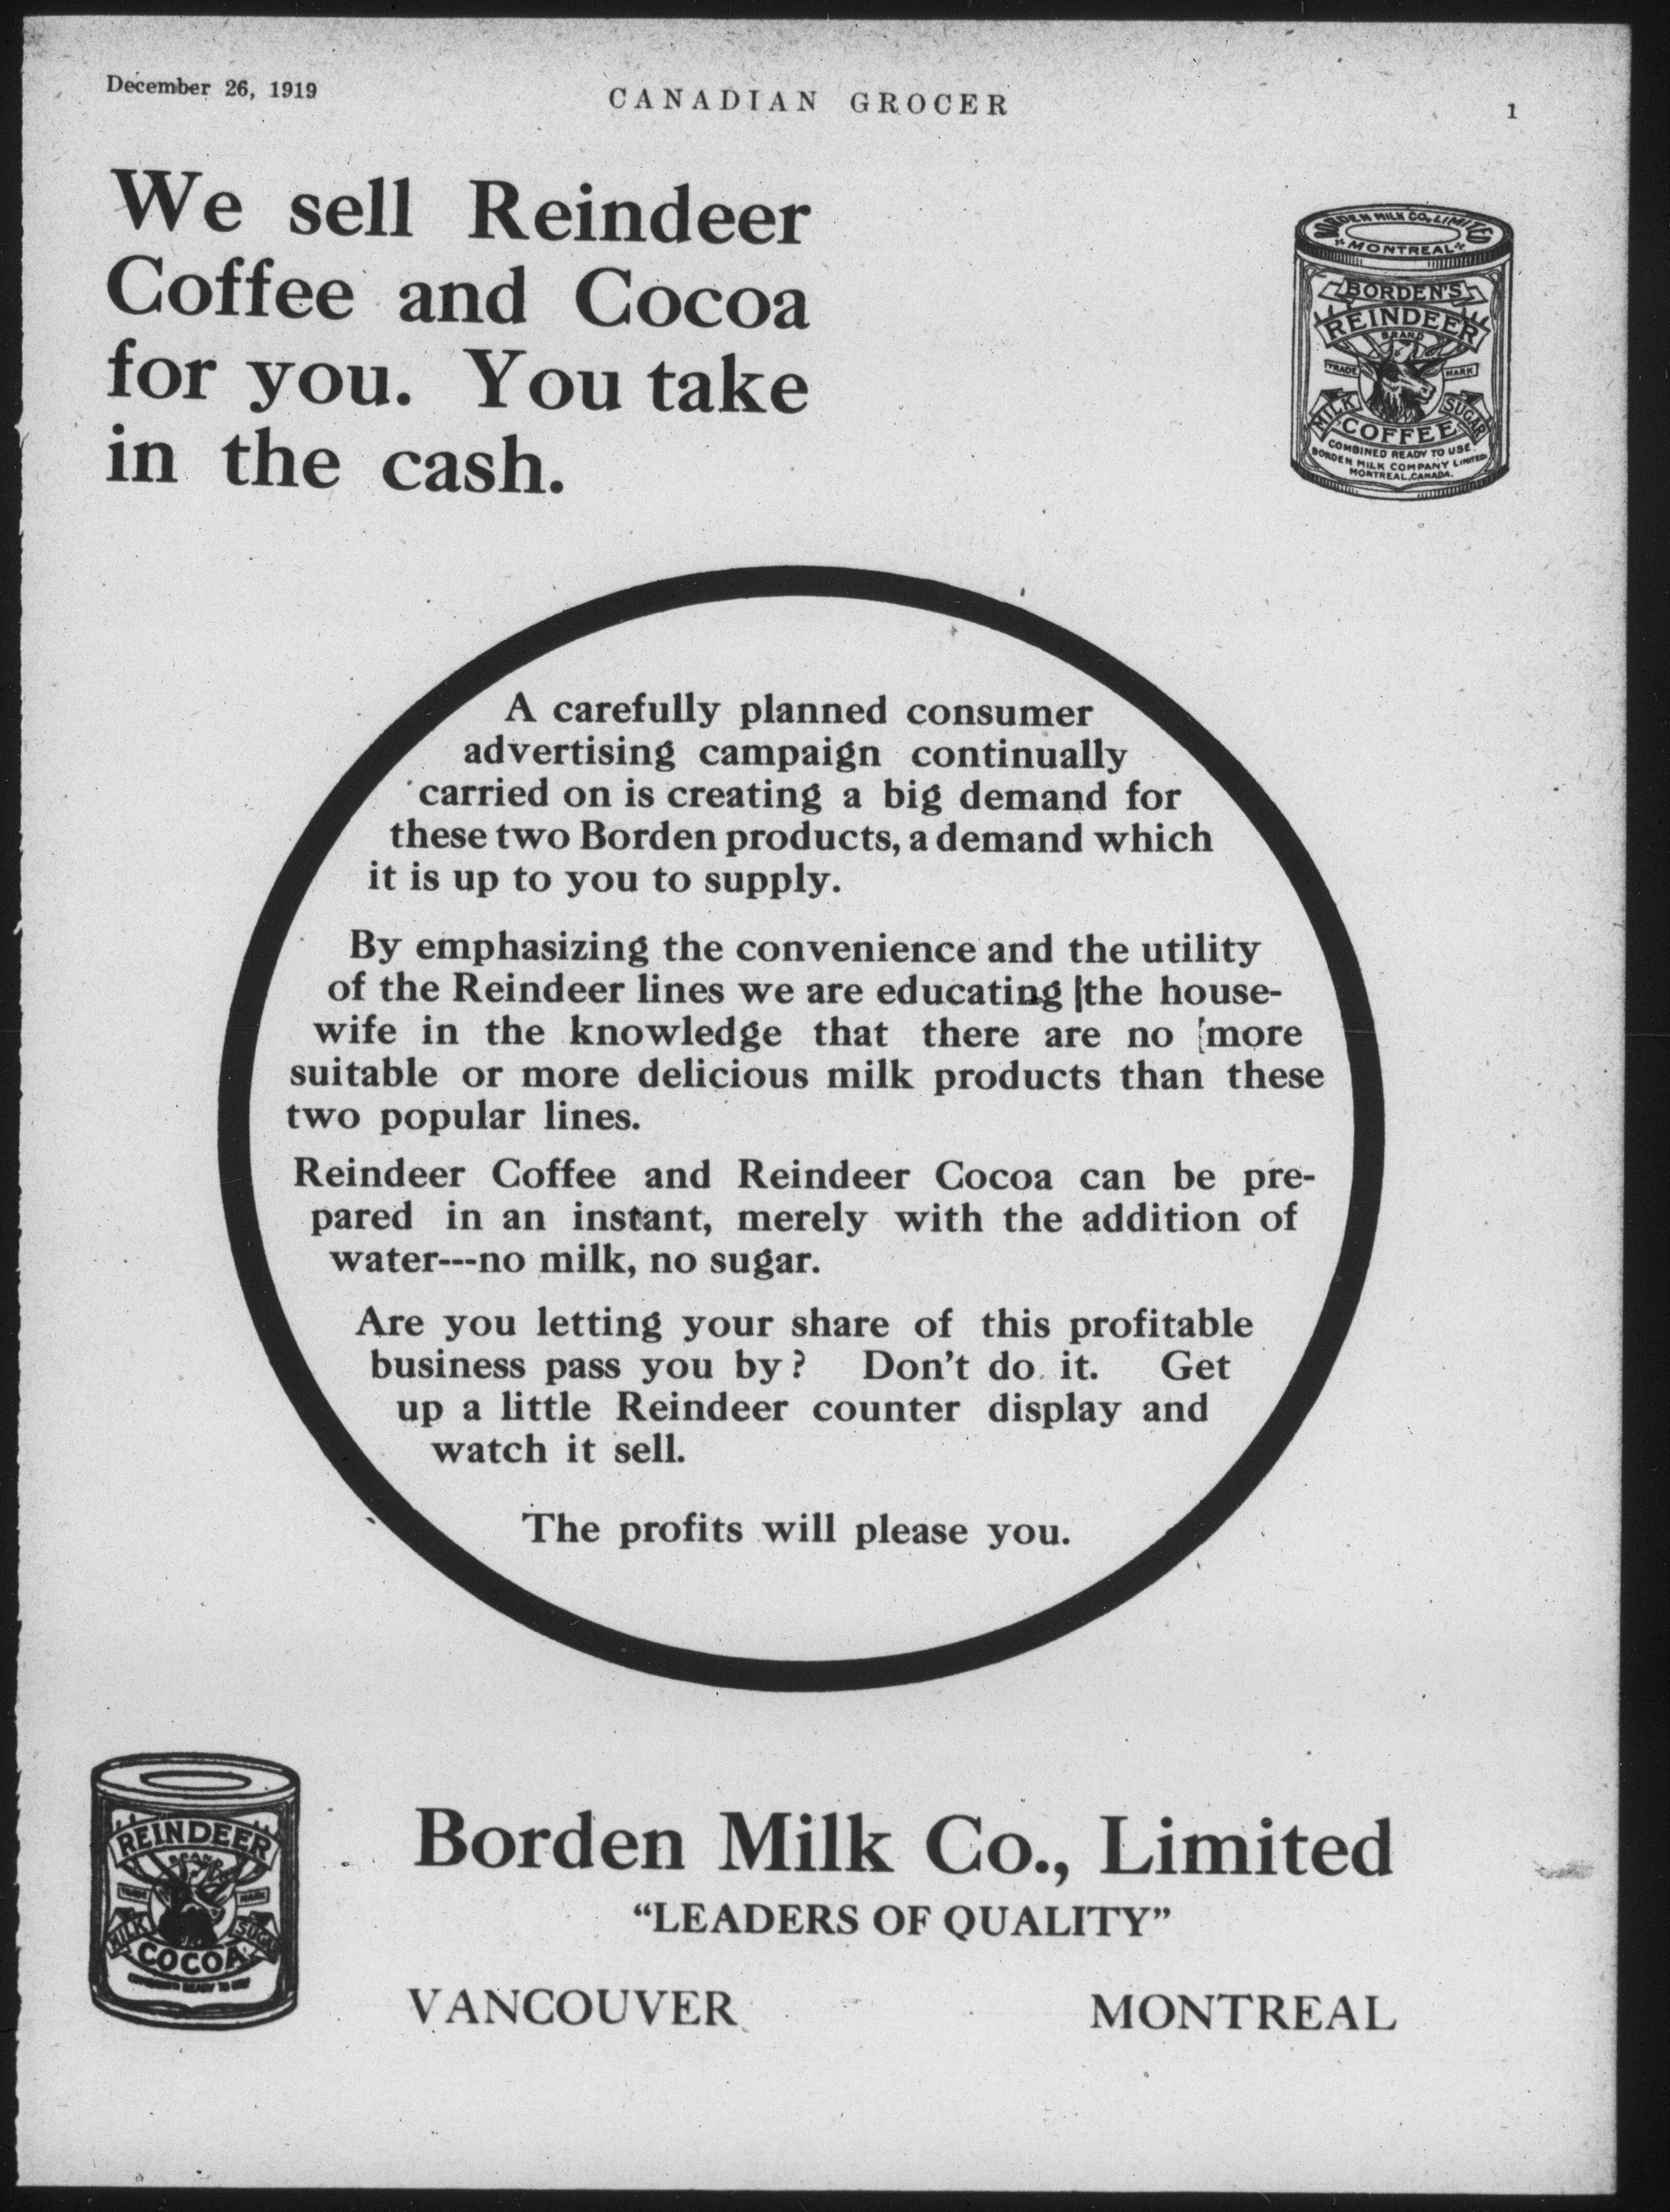 December 26, 1919
CANADIAN GROCER
1
We sell Reindeer
Coffee and Cocoa
for you. You take
in the cash.
BORDEN MILK CO., LIMITED
MONTREAL
BORDEN'S
REINDEER
BRAND
TRADE MARK
MILK SUGAR
COFFEE
COMBINED READY TO USE.
BORDEN MILK COMPANY LIMITED
MONTREAL, CANADA.
A carefully planned consumer
advertising campaign continually
carried on is creating a big demand for
these two Borden products, a demand which
it is up to you to supply.
By emphasizing the convenience and the utility
of the Reindeer lines we are educating the house-
wife in the knowledge that there are no more
suitable or more delicious milk products than these
two popular lines.
Reindeer Coffee and Reindeer Cocoa can be pre-
pared in an instant, merely with the addition of
water---no milk, no sugar.
Are you letting your share of this profitable
business pass you by? Don't do it. Get
up a little Reindeer counter display and
watch it sell.
The profits will please you.
REINDEER
BRAND
TRADE MARK
MILK SUGA
COCOA
Borden Milk Co., Limited
"LEADERS OF QUALITY"
VANCOUVER MONTREAL